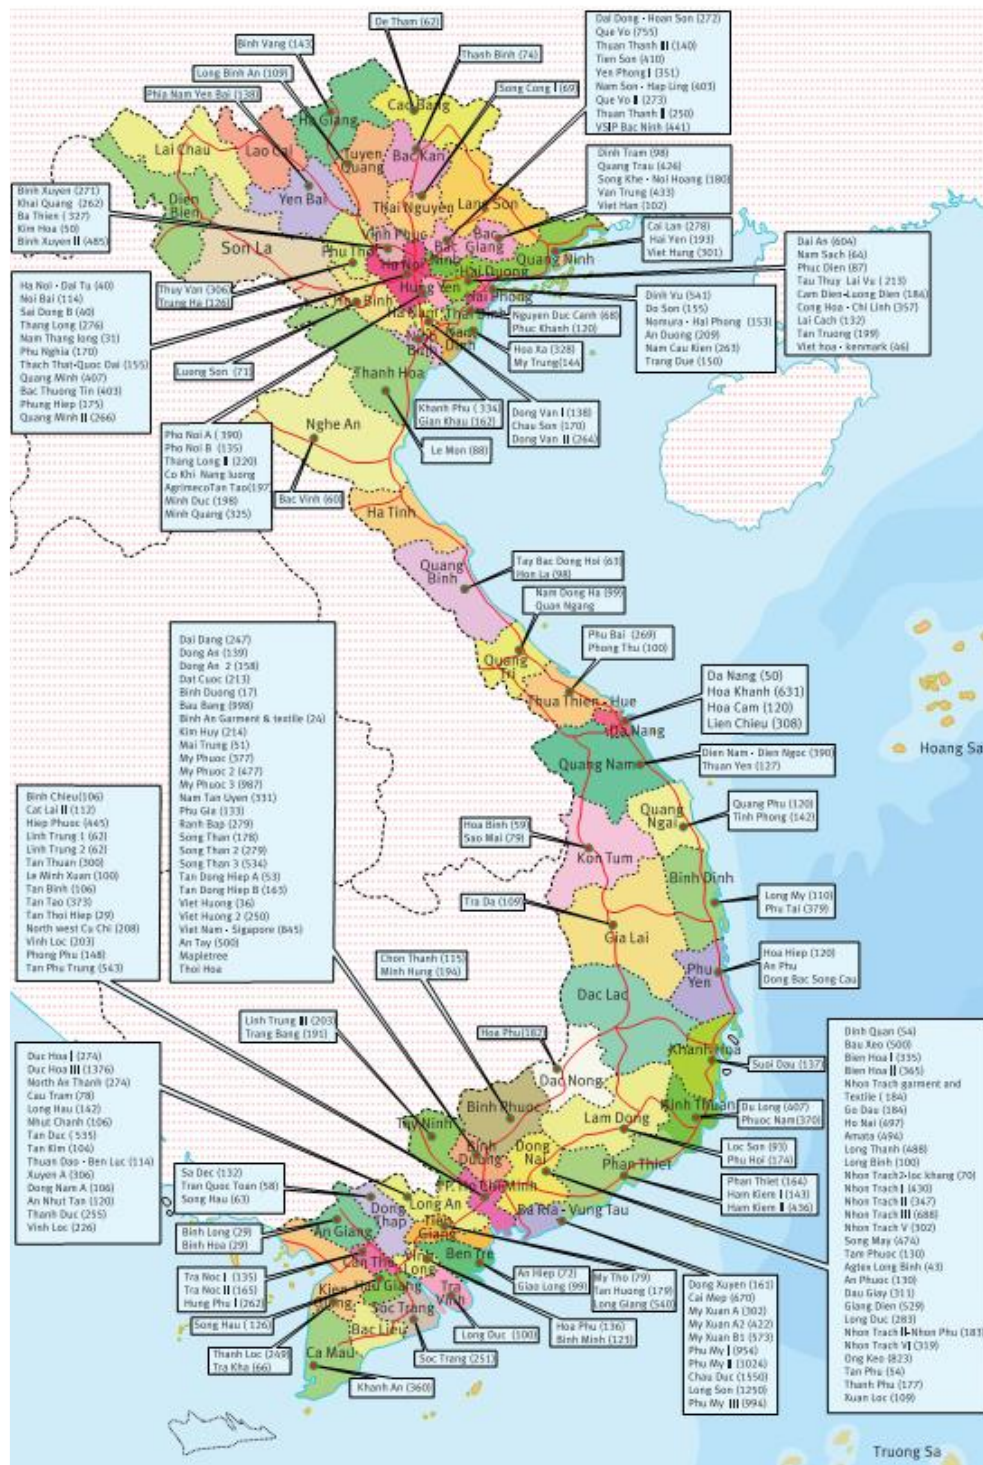 De Tham (62)
Binh Vang (143)
Thanh Binh (74)
Long Binh An (109)
Song Cong I (69)
Phia Nam Yen Bai (138)
Dai Dong - Hoan Son (272)
Que Vo (755)
Thuan Thanh III (140)
Tien Son (410)
Yen Phong I (351)
Nam Son - Hap Ling (403)
Que Vo II (273)
Thuan Thanh II (250)
VSIP Bac Ninh (441)
Dinh Tram (98)
Quang Trau (426)
Song Khe - Noi Hoang (180)
Van Trung (433)
Viet Han (102)
Cai Lan (278)
Hai Yen (193)
Viet Hung (301)
Dai An (604)
Nam Sach (64)
Phuc Dien (87)
Tau Thuy Lai Vu ( 213)
Cam Dien-Luong Dien (184)
Cong Hoa - Chi Linh (357)
Lai Cach (132)
Tan Truong (199)
Viet hoa - kenmark (46)
Binh Xuyen (271)
Khai Quang (262)
Ba Thien ( 327)
Kim Hoa (50)
Binh Xuyen II (485)
Ha Noi - Dai Tu (40)
Noi Bai (114)
Sai Dong B (40)
Thang Long (276)
Nam Thang long (31)
Phu Nghia (170)
Thach That-Quoc Oai (155)
Quang Minh (407)
Bac Thuong Tin (403)
Phung Hiep (175)
Quang Minh II (266)
Thuy Van (306)
Trung Ha (126)
Luong Son (71)
Dinh Vu (541)
Do Son (155)
Nomura - Hai Phong (153)
An Duong (209)
Nam Cau Kien (263)
Trang Due (150)
Nguyen Duc Canh (68)
Phuc Khanh (120)
Hoa Xa (328)
My Trung(144)
Khanh Phu ( 334)
Gian Khau (162)
Dong Van I (138)
Chau Son (170)
Dong Van II (264)
Le Mon (88)
Pho Noi A ( 390)
Pho Noi B (135)
Thang Long II (220)
Co Khi Nang luong
AgrimecoTan Tao(197
Minh Duc (198)
Minh Quang (325)
Bac Vinh (60)
Lai Chau
Lao Cai
Ha Giang
Cao Bang
Tuyen
Quang
Bac Kan
Dien
Bien
Yen Bai
Thai Nguyen
Lang Son
Son La
Vinh Phuc
Phu Tho
Bac
Ninh
Bac
Giang
Quang Ninh
Ha Noi
Hai Duong
Hung Yen
Hai Phong
Hoa Binh
Ha Nam
Thai Binh
Nam
Dinh
Ninh
Binh
Thanh Hoa
Nghe An
Ha Tinh
Quang
Binh
Tay Bac Dong Hoi (63)
Hon La (98)
Nam Dong Ha (99)
Quan Ngang
Quang
Tri
Phu Bai (269)
Phong Thu (100)
Thua Thien - Hue
Da Nang (50)
Hoa Khanh (631)
Hoa Cam (120)
Lien Chieu (308)
Da Nang
Quang Nam
Dien Nam - Dien Ngoc (390)
Thuan Yen (127)
Hoang Sa
Quang
Ngai
Quang Phu (120)
Tinh Phong (142)
Hoa Binh (59)
Sao Mai (79)
Kon Tum
Binh Dinh
Long My (110)
Phu Tai (379)
Tra Da (109)
Gia Lai
Phu
Yen
Hoa Hiep (120)
An Phu
Dong Bac Song Cau
Dac Lac
Dai Dang (247)
Dong An (139)
Dong An 2 (158)
Dat Cuoc (213)
Binh Duong (17)
Bau Bang (998)
Binh An Garment & textile (24)
Kim Huy (214)
Mai Trung (51)
My Phuoc (377)
My Phuoc 2 (477)
My Phuoc 3 (987)
Nam Tan Uyen (331)
Phu Gia (133)
Ranh Bap (279)
Song Than (178)
Song Than 2 (279)
Song Than 3 (534)
Tan Dong Hiep A (53)
Tan Dong Hiep B (163)
Viet Huong (36)
Viet Huong 2 (250)
Viet Nam - Sigapore (845)
An Tay (500)
Mapletree
Thoi Hoa
Binh Chieu(106)
Cat Lai II (112)
Hiep Phuoc (445)
Linh Trung 1 (62)
Linh Trung 2 (62)
Tan Thuan (300)
Le Minh Xuan (100)
Tan Binh (106)
Tan Tao (373)
Tan Thoi Hiep (29)
North west Cu Chi (208)
Vinh Loc (203)
Phong Phu (148)
Tan Phu Trung (543)
Chon Thanh (115)
Minh Hung (194)
Linh Trung III (203)
Trang Bang (191)
Hoa Phu(182)
Khanh Hoa
Suoi Dau (137)
Dac Nong
Binh Phuoc
Lam Dong
Ninh Thuan
Du Long (407)
Phuoc Nam(370)
Loc Son (93)
Phu Hoi (174)
Phan Thiet
Phan Thiet (164)
Ham Kiem I (143)
Ham Kiem II (436)
Tay Ninh
Binh
Duong
Dong
Nai
TP. Ho Chi Minh
Ba Ria - Vung Tau
Duc Hoa I (274)
Duc Hoa III (1376)
North An Thanh (274)
Cau Tram (78)
Long Hau (142)
Nhut Chanh (106)
Tan Duc ( 535)
Tan Kim (104)
Thuan Dao - Ben Luc (114)
Xuyen A (306)
Dong Nam A (106)
An Nhut Tan (120)
Thanh Duc (255)
Vinh Loc (226)
Sa Dec (132)
Tran Quoc Toan (58)
Song Hau (63)
Binh Long (29)
Binh Hoa (29)
Tra Noc I (135)
Tra Noc II (165)
Hung Phu I (262)
Song Hau ( 126)
Thanh Loc (249)
Tra Kha (66)
Long An
Dong
Thap
An Giang
Tien
Giang
Can Tho
Vinh
Long
Ben Tre
Kien
Giang
Hau Giang
Tra
Vinh
Soc Trang
Bac Lieu
Ca Mau
An Hiep (72)
Giao Long (99)
My Tho (79)
Tan Huong (179)
Long Giang (540)
Hoa Phu (136)
Binh Minh (123)
Long Duc (100)
Soc Trang (251)
Khanh An (360)
Dong Xuyen (161)
Cai Mep (670)
My Xuan A (302)
My Xuan A2 (422)
My Xuan B1 (573)
Phu My I (954)
Phu My II (1024)
Chau Duc (1550)
Long Son (1250)
Phu My III (994)
Dinh Quan (54)
Bau Xeo (500)
Bien Hoa I (335)
Bien Hoa II (365)
Nhon Trach garment and
Textile ( 184)
Go Dau (184)
Ho Nai (497)
Amata (494)
Long Thanh (488)
Long Binh (100)
Nhon Trach2-loc khang (70)
Nhon Trach I (430)
Nhon Trach II (347)
Nhon Trach III (688)
Nhon Trach V (302)
Song May (474)
Tam Phuoc (130)
Agtex Long Binh (43)
An Phuoc (130)
Dau Giay (311)
Giang Dien (529)
Long Duc (283)
Nhon Trach II-Nhon Phu (183)
Nhon Trach VI (319)
Ong Keo (823)
Tan Phu (54)
Thanh Phu (177)
Xuan Loc (109)
Truong Sa